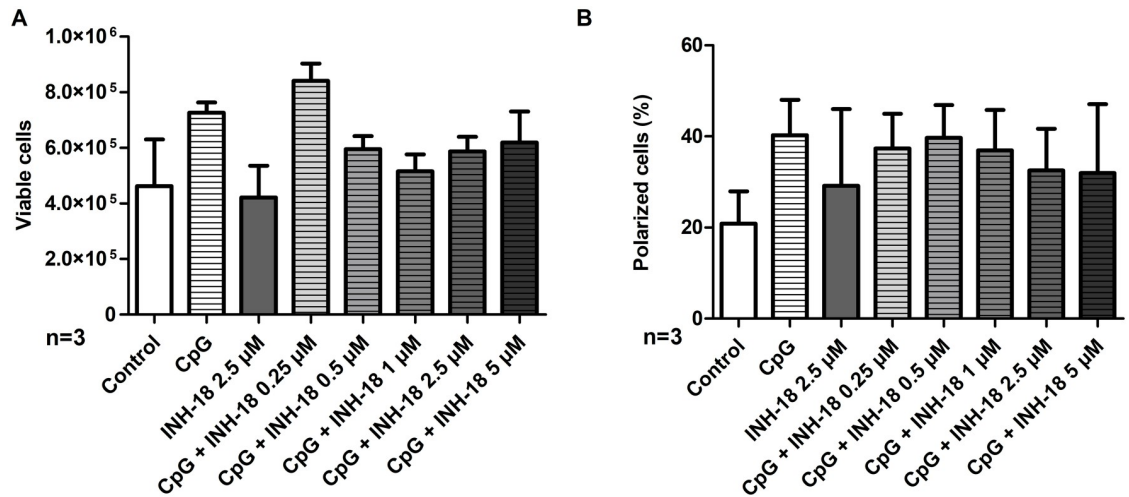 A
Viable cells
1.0×10⁶
8.0×10⁵
6.0×10⁵
4.0×10⁵
2.0×10⁵
0
n=3
Control
CpG
INH-18 2.5 µM
CpG + INH-18 0.25 µM
CpG + INH-18 0.5 µM
CpG + INH-18 1 µM
CpG + INH-18 2.5 µM
CpG + INH-18 5 µM
B
Polarized cells (%)
60
40
20
0
n=3
Control
CpG
INH-18 2.5 µM
CpG + INH-18 0.25 µM
CpG + INH-18 0.5 µM
CpG + INH-18 1 µM
CpG + INH-18 2.5 µM
CpG + INH-18 5 µM